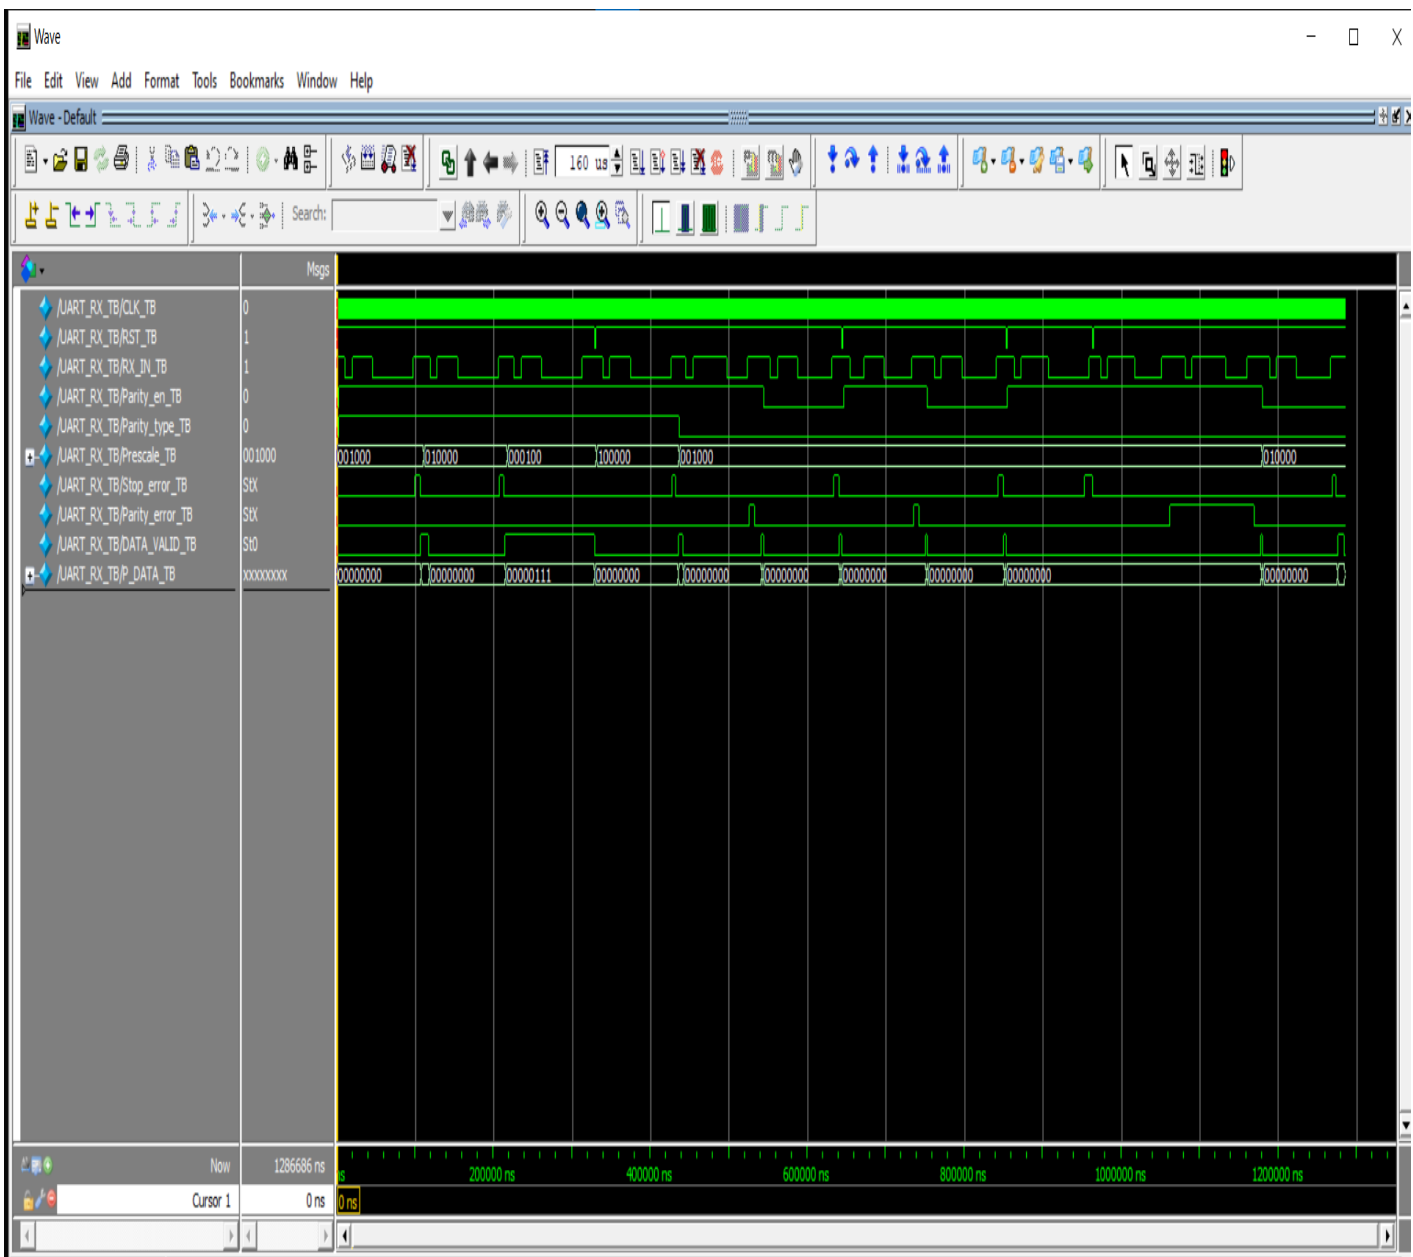 Wave
File Edit View Add Format Tools Bookmarks Window Help
Wave - Default
160 us
Search:
Msgs
/UART_RX_TB/CLK_TB 0
/UART_RX_TB/RST_TB 1
/UART_RX_TB/RX_IN_TB 1
/UART_RX_TB/Parity_en_TB 0
/UART_RX_TB/Parity_type_TB 0
/UART_RX_TB/Prescale_TB 001000 001000 010000 000100 100000 001000 010000
/UART_RX_TB/Stop_error_TB StX
/UART_RX_TB/Parity_error_TB StX
/UART_RX_TB/DATA_VALID_TB St0
/UART_RX_TB/P_DATA_TB xxxxxxxx 00000000 00000000 00000111 00000000 00000000 00000000 00000000 00000000 00000000 00000000
Now 1286686 ns 200000 ns 400000 ns 600000 ns 800000 ns 1000000 ns 1200000 ns
Cursor 1 0 ns 0 ns